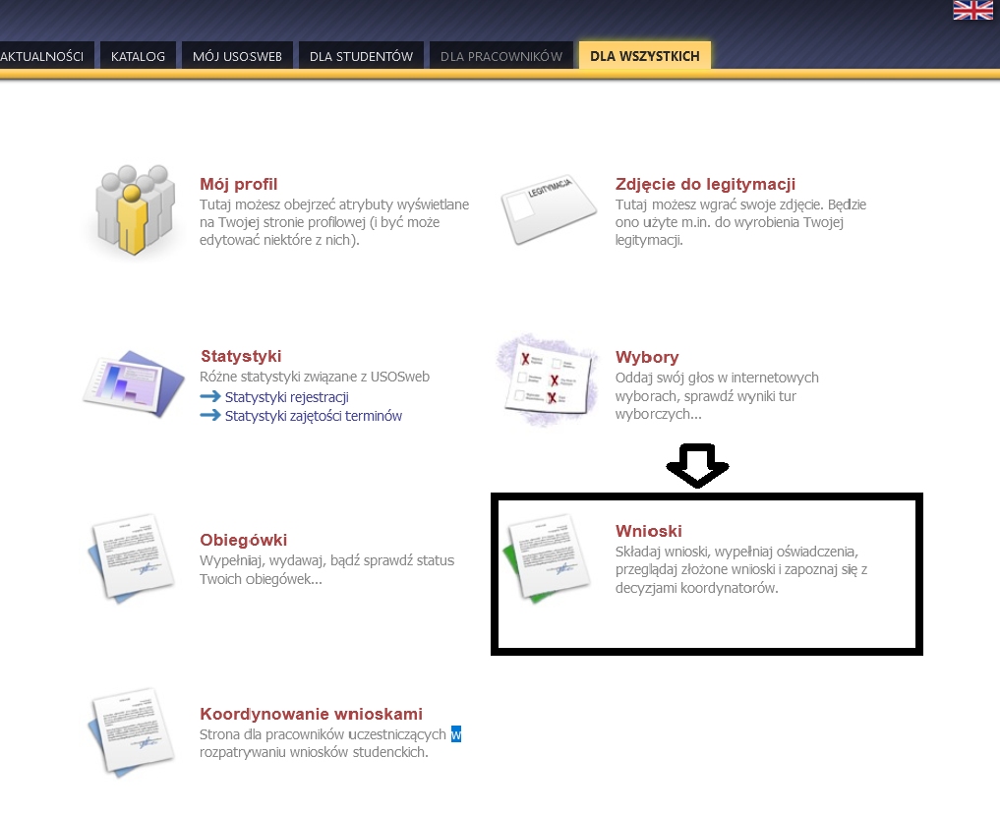 AKTUALNOŚCI KATALOG MÓJ USOSWEB DLA STUDENTÓW DLA PRACOWNIKÓW DLA WSZYSTKICH
Mój profil
Tutaj możesz obejrzeć atrybuty wyświetlane
na Twojej stronie profilowej (i być może
edytować niektóre z nich).
LEGITYMACJA
Zdjęcie do legitymacji
Tutaj możesz wgrać swoje zdjęcie. Będzie
ono użyte m.in. do wyrobienia Twojej
legitymacji.
Statystyki
Różne statystyki związane z USOSweb
Statystyki rejestracji
Statystyki zajętości terminów
Wybory
Oddaj swój głos w internetowych
wyborach, sprawdź wyniki tur
wyborczych...
Obiegówki
Wypełniaj, wydawaj, bądź sprawdź status
Twoich obiegówek...
Wnioski
Składaj wnioski, wypełniaj oświadczenia,
przeglądaj złożone wnioski i zapoznaj się z
decyzjami koordynatorów.
Koordynowanie wnioskami
Strona dla pracowników uczestniczących w
rozpatrywaniu wniosków studenckich.